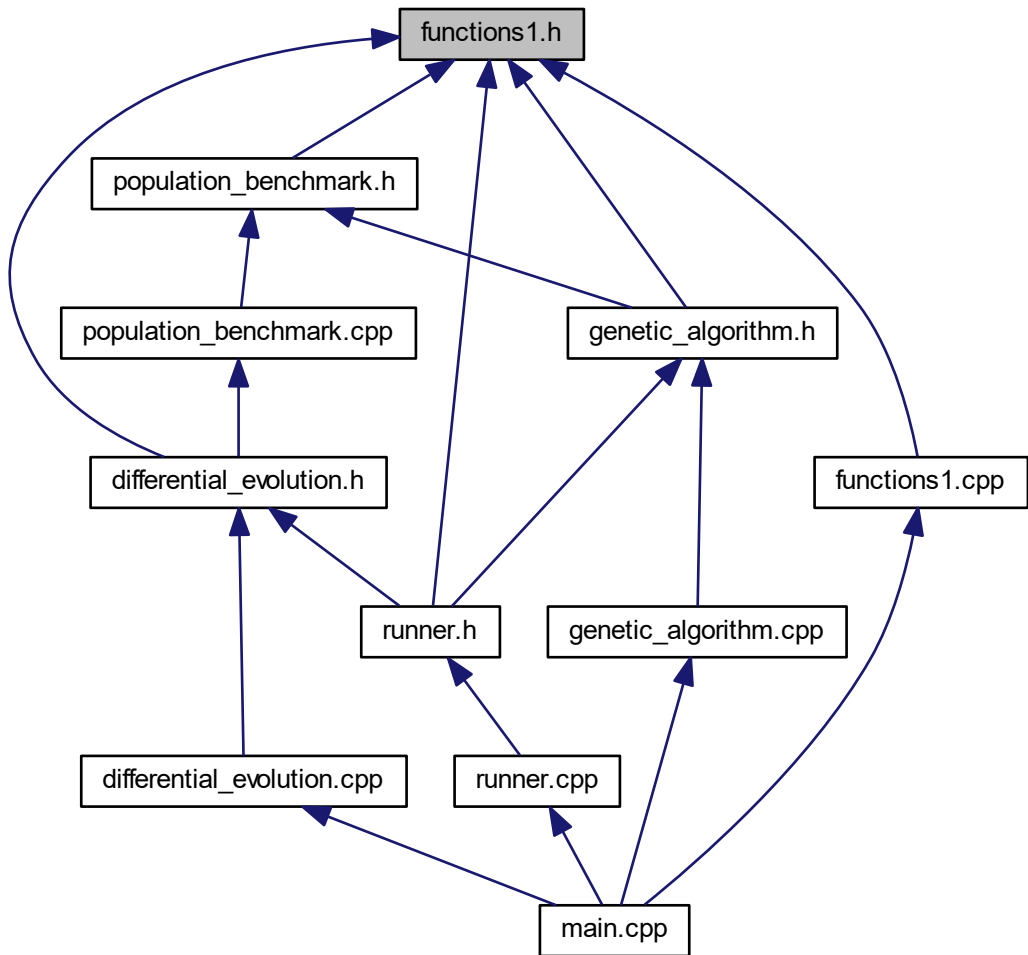 functions1.h
population_benchmark.h
population_benchmark.cpp
genetic_algorithm.h
differential_evolution.h
functions1.cpp
runner.h
genetic_algorithm.cpp
differential_evolution.cpp
runner.cpp
main.cpp